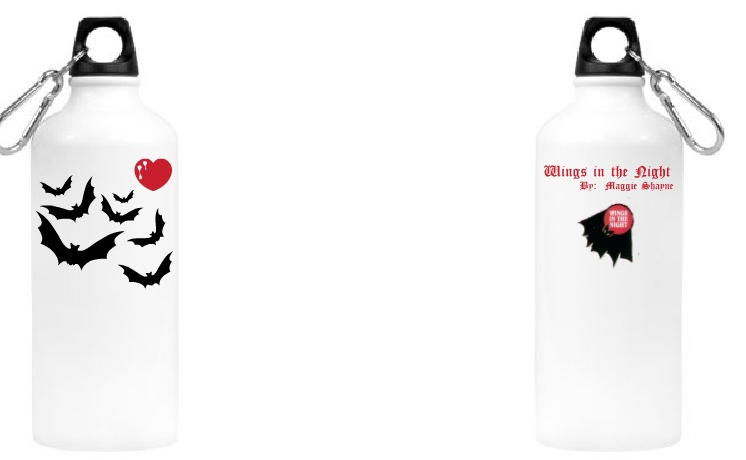 Wings in the Night
By: Maggie Shayne
WINGS
IN THE
NIGHT